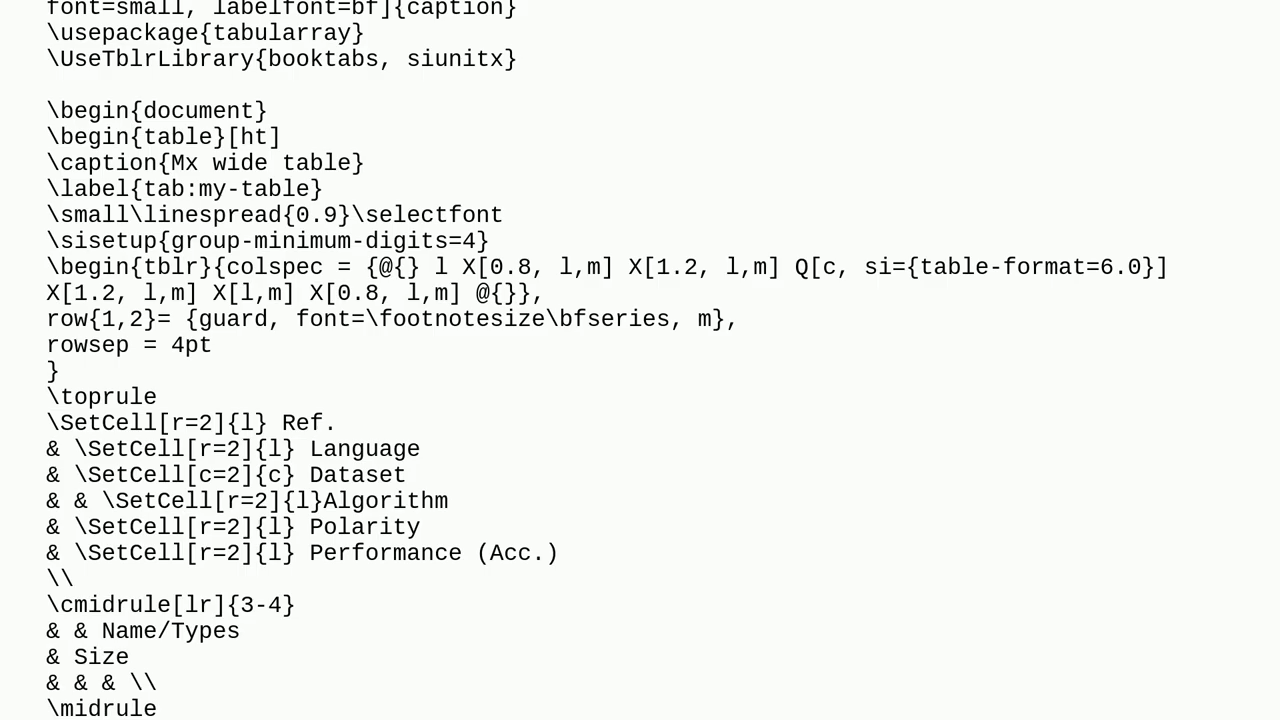 font=small, labelfont=bf]{caption}
\usepackage{tabularray}
\UseTblrLibrary{booktabs, siunitx}
\begin{document}
\begin{table}[ht]
\caption{Mx wide table}
\label{tab:my-table}
\small\linespread{0.9}\selectfont
\sisetup{group-minimum-digits=4}
\begin{tblr}{colspec = {@{} l X[0.8, l,m] X[1.2, l,m] Q[c, si={table-format=6.0}]
X[1.2, l,m] X[l,m] X[0.8, l,m] @{}},
row{1,2}= {guard, font=\footnotesize\bfseries, m},
rowsep = 4pt
}
\toprule
\SetCell[r=2]{l} Ref.
& \SetCell[r=2]{l} Language
& \SetCell[c=2]{c} Dataset
& & \SetCell[r=2]{l}Algorithm
& \SetCell[r=2]{l} Polarity
& \SetCell[r=2]{l} Performance (Acc.)
\\
\cmidrule[lr]{3-4}
& & Name/Types
& Size
& & & \\
\midrule